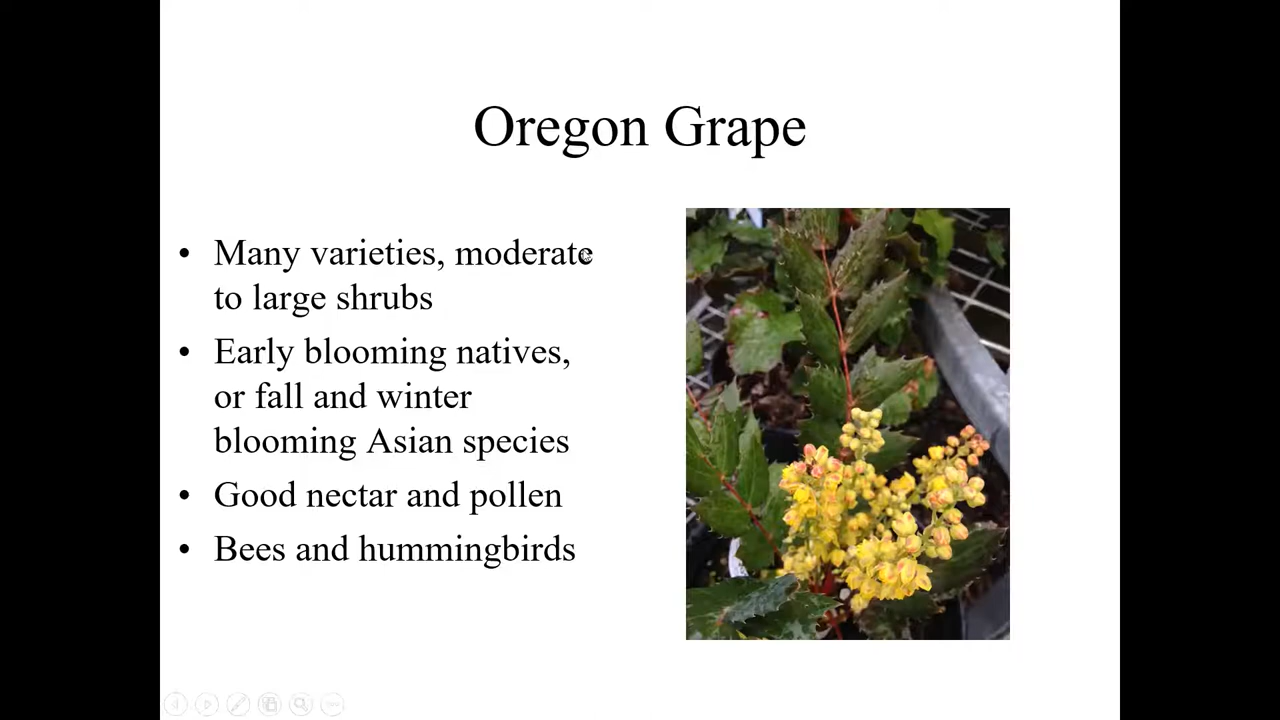 Oregon Grape
• Many varieties, moderate
to large shrubs
• Early blooming natives,
or fall and winter
blooming Asian species
• Good nectar and pollen
• Bees and hummingbirds